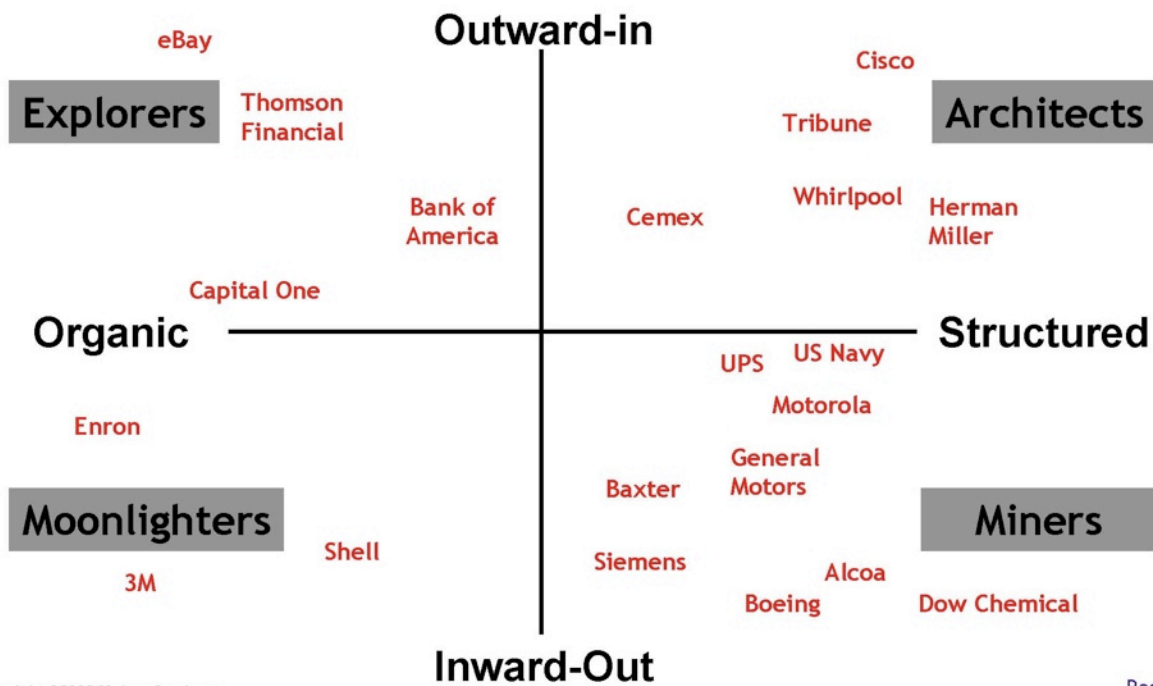 Outward-in
eBay
Cisco
Explorers
Thomson
Financial
Tribune
Architects
Bank of
America
Cemex
Whirlpool
Herman
Miller
Capital One
Organic
Structured
UPS
US Navy
Motorola
Enron
General
Motors
Baxter
Moonlighters
Miners
Shell
Siemens
3M
Alcoa
Boeing
Dow Chemical
Inward-Out